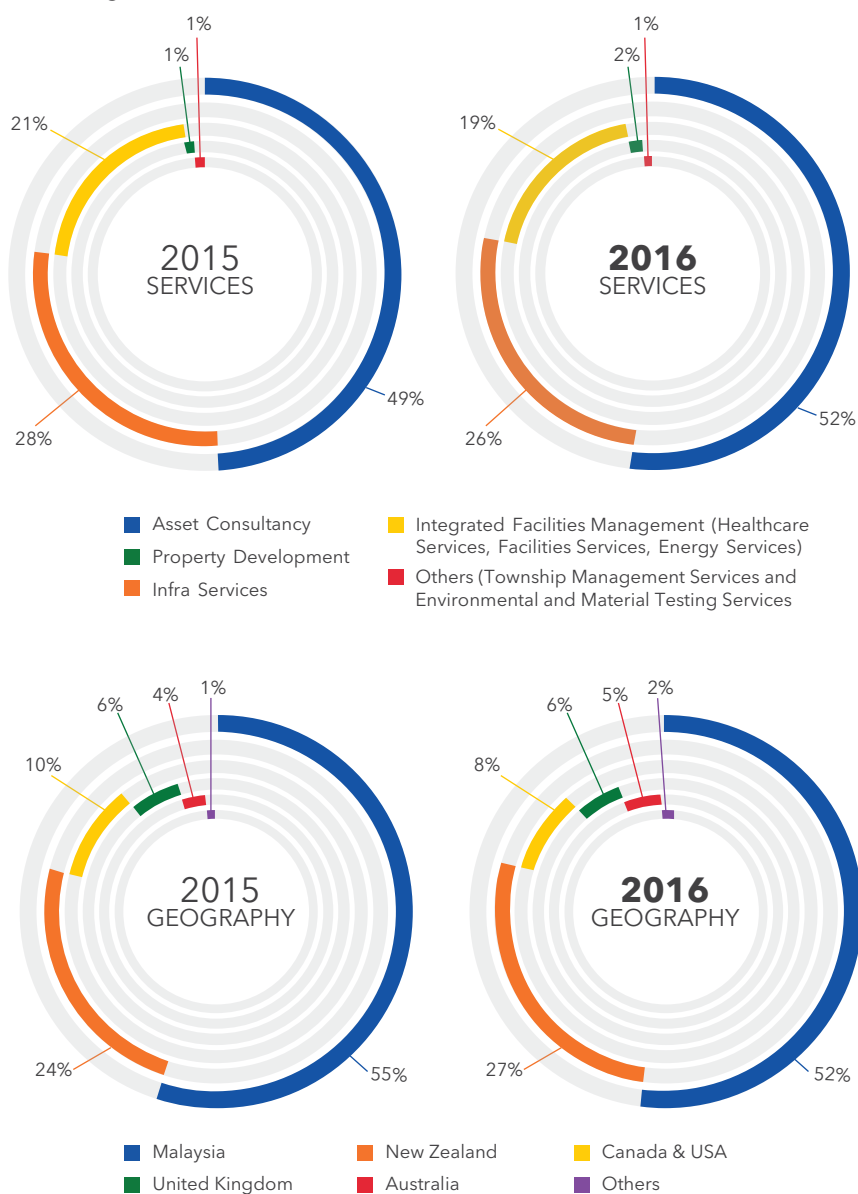 1%
1%
1%
2%
21%
19%
2015
SERVICES
2016
SERVICES
49%
52%
28%
26%
Asset Consultancy
Property Development
Infra Services
Integrated Facilities Management (Healthcare
Services, Facilities Services, Energy Services)
Others (Township Management Services and
Environmental and Material Testing Services
6%
4%
1%
6%
5%
2%
10%
8%
2015
GEOGRAPHY
2016
GEOGRAPHY
24%
55%
27%
52%
Malaysia
New Zealand
Canada & USA
United Kingdom
Australia
Others